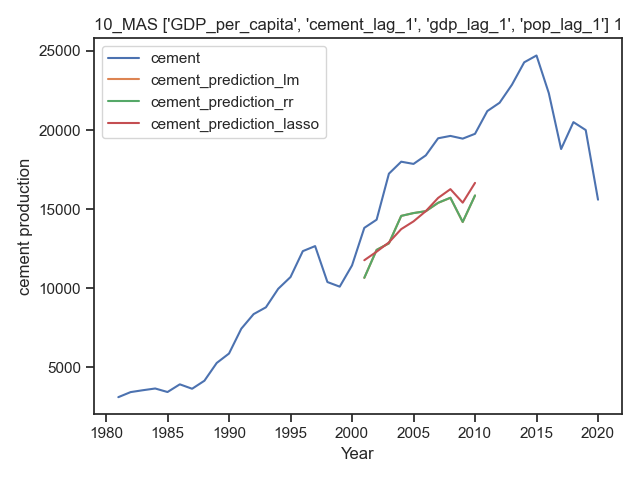 10_MAS ['GDP_per_capita', 'cement_lag_1', 'gdp_lag_1', 'pop_lag_1'] 1
25000
20000
15000
10000
5000
cement production
cement
cement_prediction_lm
cement_prediction_rr
cement_prediction_lasso
1980 1985 1990 1995 2000 2005 2010 2015 2020
Year